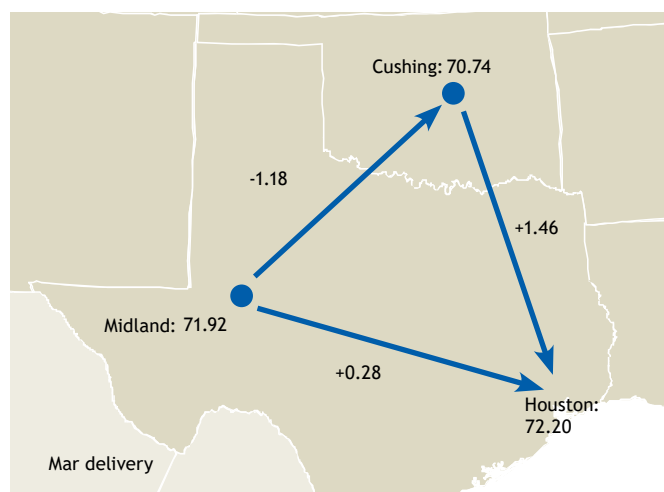 Cushing: 70.74
-1.18
+1.46
Midland: 71.92
+0.28
Houston:
72.20
Mar delivery